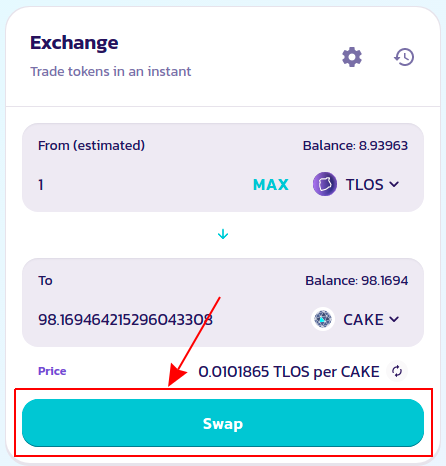 Exchange
Trade tokens in an instant
From (estimated) Balance: 8.93963
1 MAX TLOS
To Balance: 98.1694
98.169464215296043308 CAKE
Price 0.0101865 TLOS per CAKE
Swap